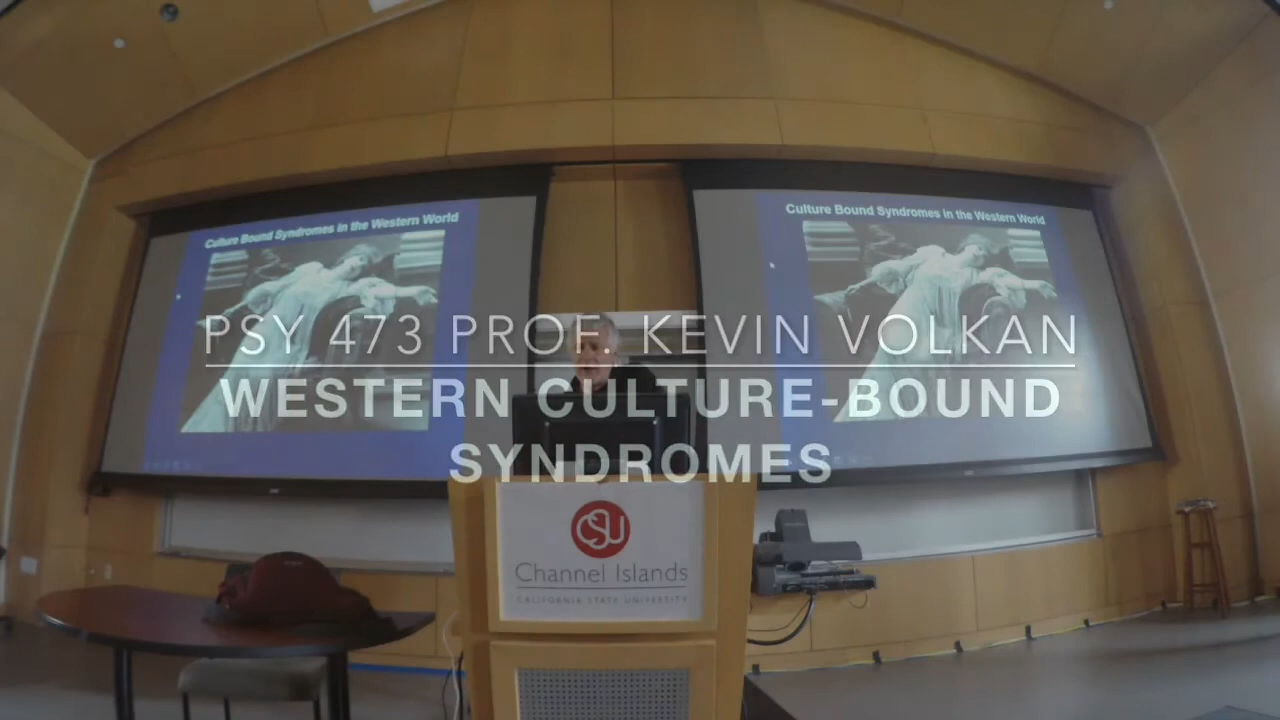 Culture Bound Syndromes in the Western World
Culture Bound Syndromes in the Western World
PSY 473 PROF. KEVIN VOLKAN
WESTERN CULTURE-BOUND
SYNDROMES
CSU
Channel Islands
CALIFORNIA STATE UNIVERSITY